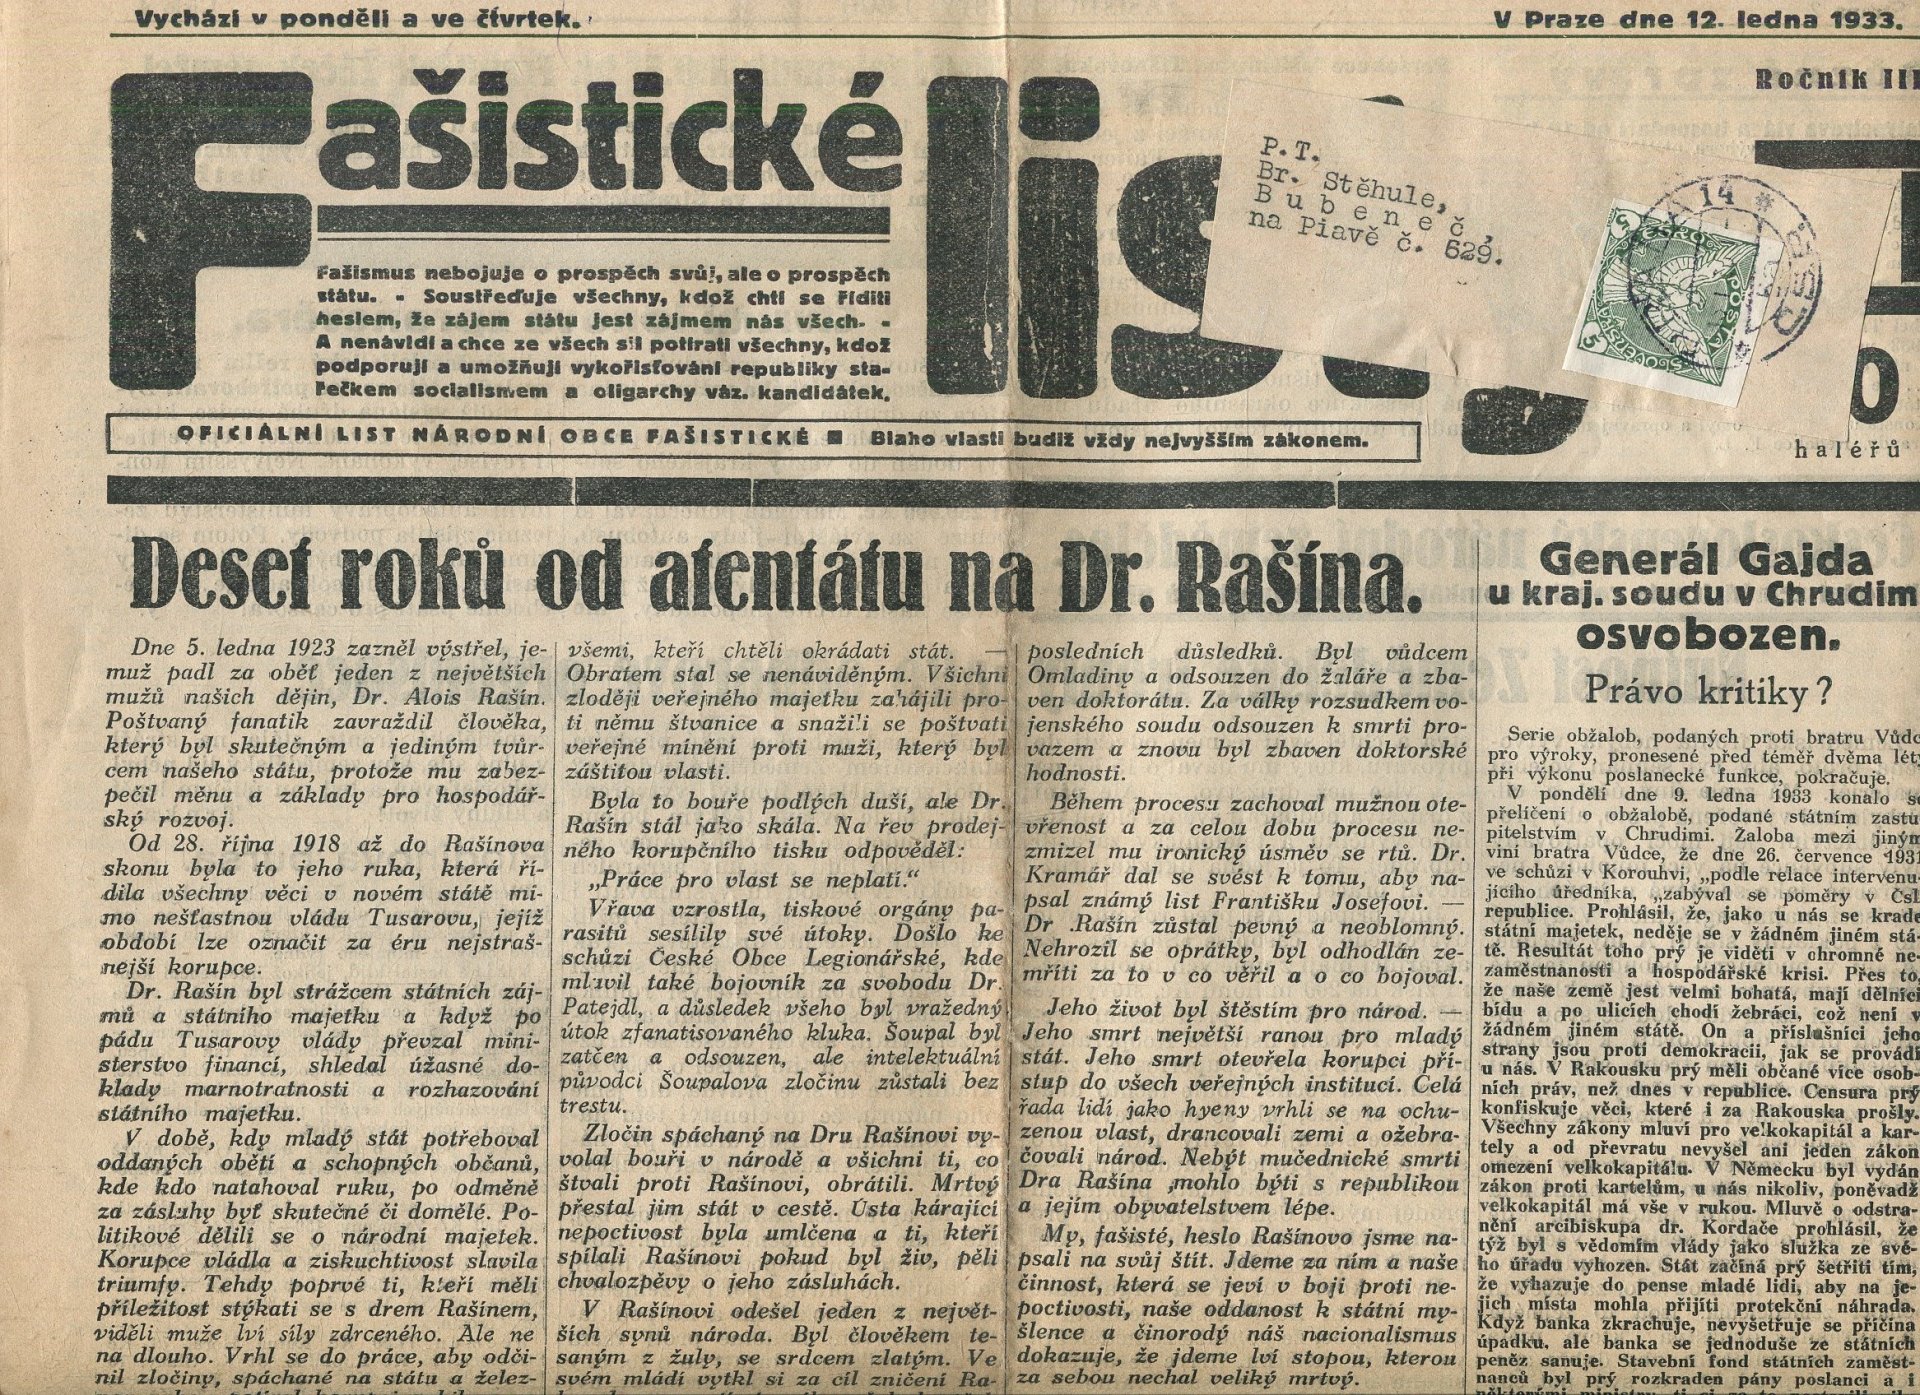 Vychází v pondělí a ve čtvrtek.
V Praze dne 12. ledna 1933.
Ročník III
Fašistické
Fašismus nebojuje o prospěch svůj, ale o prospěch
státu. - Soustřeďuje všechny, kdož chtí se říditi
heslem, že zájem státu jest zájmem nás všech. -
A nenávidí a chce ze všech sil potírati všechny, kdož
podporují a umožňují vykořisťování republiky sta-
řečkem socialismem a oligarchy váz. kandidátek.
P.T.
Br. Stěhule,
Bubeneč,
na Piavě č. 629.
haléřů
OFICIÁLNÍ LIST NÁRODNÍ OBCE FAŠISTICKÉ ■ Blaho vlasti budiž vždy nejvyšším zákonem.
Deset roků od atentátu na Dr. Rašína.
Dne 5. ledna 1923 zazněl výstřel, je-
muž padl za oběť jeden z největších
mužů našich dějin, Dr. Alois Rašín.
Poštvaný fanatik zavraždil člověka,
který byl skutečným a jediným tvůr-
cem našeho státu, protože mu zabez-
pečil měnu a základy pro hospodář-
ský rozvoj.
Od 28. října 1918 až do Rašínova
skonu byla to jeho ruka, která ří-
dila všechny věci v novém státě mi-
mo nešťastnou vládu Tusarovu, jejíž
období lze označit za éru nejstraš-
nejší korupce.
Dr. Rašín byl strážcem státních záj-
mů a státního majetku a když po
pádu Tusarovy vlády převzal mini-
sterstvo financí, shledal úžasné do-
klady marnotratnosti a rozhazování
státního majetku.
V době, kdy mladý stát potřeboval
oddaných obětí a schopných občanů,
kde kdo natahoval ruku, po odměně
za zásluhy byť skutečné či domělé. Po-
litikové dělili se o národní majetek.
Korupce vládla a ziskuchtivost slavila
triumfy. Tehdy poprvé ti, kteří měli
příležitost stýkati se s drem Rašínem,
viděli muže lví síly zdrceného. Ale ne
na dlouho. Vrhl se do práce, aby odči-
nil zločiny, spáchané na státu a želez-
všemi, kteří chtěli okrádati stát. —
Obratem stal se nenáviděným. Všichni
zloději veřejného majetku zahájili pro-
ti němu štvanice a snažili se poštvati
veřejné mínění proti muži, který byl
záštitou vlasti.
Byla to bouře podlých duší, ale Dr.
Rašín stál jako skála. Na řev prodej-
ného korupčního tisku odpověděl:
„Práce pro vlast se neplatí.“
Vřava vzrostla, tiskové orgány pa-
rasitů sesílily své útoky. Došlo ke
schůzi České Obce Legionářské, kde
mluvil také bojovník za svobodu Dr.
Patejdl, a důsledek všeho byl vražedný
útok zfanatisovaného kluka. Šoupal byl
zatčen a odsouzen, ale intelektuální
původci Šoupalova zločinu zůstali bez
trestu.
Zločin spáchaný na Dru Rašínovi vy-
volal bouři v národě a všichni ti, co
štvali proti Rašínovi, obrátili. Mrtvý
přestal jim stát v cestě. Ústa kárající
nepoctivost byla umlčena a ti, kteří
spílali Rašínovi pokud byl živ, pěli
chvalozpěvy o jeho zásluhách.
V Rašínovi odešel jeden z největ-
ších synů národa. Byl člověkem te-
saným z žuly, se srdcem zlatým. Ve
svém mládí vytkl si za cíl zničení Ra-
posledních důsledků. Byl vůdcem
Omladiny a odsouzen do žaláře a zba-
ven doktorátu. Za války rozsudkem vo-
jenského soudu odsouzen k smrti pro-
vazem a znovu byl zbaven doktorské
hodnosti.
Během procesu zachoval mužnou ote-
vřenost a za celou dobu procesu ne-
zmizel mu ironický úsměv se rtů. Dr.
Kramář dal se svést k tomu, aby na-
psal známý list Františku Josefovi. —
Dr .Rašín zůstal pevný a neoblomný.
Nehrozil se oprátky, byl odhodlán ze-
mříti za to v co věřil a o co bojoval.
Jeho život byl štěstím pro národ. —
Jeho smrt největší ranou pro mladý
stát. Jeho smrt otevřela korupci pří-
stup do všech veřejných institucí. Celá
řada lidí jako hyeny vrhli se na ochu-
zenou vlast, drancovali zemi a ožebra-
čovali národ. Nebýt mučednické smrti
Dra Rašína ,mohlo býti s republikou
a jejím obyvatelstvem lépe.
My, fašisté, heslo Rašínovo jsme na-
psali na svůj štít. Jdeme za ním a naše
činnost, která se jeví v boji proti ne-
poctivosti, naše oddanost k státní my-
šlence a činorodý náš nacionalismus
dokazuje, že jdeme lví stopou, kterou
za sebou nechal veliký mrtvý.
Generál Gajda
u kraj. soudu v Chrudim
osvobozen.
Právo kritiky?
Serie obžalob, podaných proti bratru Vůdc
pro výroky, pronesené před téměř dvěma léty
při výkonu poslanecké funkce, pokračuje.
V pondělí dne 9. ledna 1933 konalo se
přelíčení o obžalobě, podané státním zastu
pitelstvím v Chrudimi. Žaloba mezi jiným
viní bratra Vůdce, že dne 26. července 1931
ve schůzi v Korouhvi, „podle relace intervenu-
jícího úředníka, „zabýval se poměry v Čsl.
republice. Prohlásil, že, jako u nás se krade
státní majetek, neděje se v žádném jiném stá-
tě. Resultát toho prý je viděti v chromné ne-
zaměstnanosti a hospodářské krisi. Přes to,
že naše země jest velmi bohatá, mají dělníci
bídu a po ulicích chodí žebráci, což není v
žádném jiném státě. On a příslušníci jeho
strany jsou proti demokracii, jak se provádí
u nás. V Rakousku prý měli občané více osob-
ních práv, než dnes v republice. Censura prý
konfiskuje věci, které i za Rakouska prošly.
Všechny zákony mluví pro velkokapitál a kar-
tely a od převratu nevyšel ani jeden zákon
omezení velkokapitálu. V Německu byl vydán
zákon proti kartelům, u nás nikoliv, poněvadž
velkokapitál má vše v rukou. Mluvě o odstra-
nění arcibiskupa dr. Kordače prohlásil, že
týž byl s vědomím vlády jako služka ze své-
ho úřadu vyhozen. Stát začíná prý šetřiti tím,
že vyhazuje do pense mladé lidi, aby na je-
jich místa mohla přijíti protekční náhrada.
Když banka zkrachuje, nevyšetřuje se příčina
úpadku, ale banka se jednoduše ze státních
peněz sanuje. Stavební fond státních zaměst-
nanců byl prý rozkraden pány poslanci a i